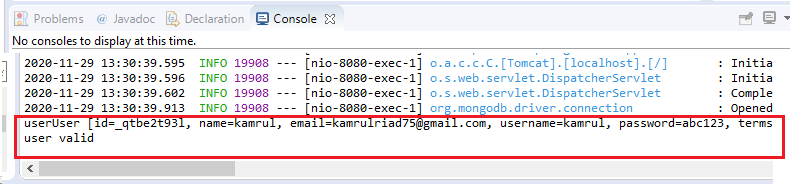 Problems @ Javadoc Declaration Console
No consoles to display at this time.
2020-11-29 13:30:39.595 INFO 19908 --- [nio-8080-exec-1] o.a.c.c.C.[Tomcat].[localhost].[/] : Initia
2020-11-29 13:30:39.596 INFO 19908 --- [nio-8080-exec-1] o.s.web.servlet.DispatcherServlet : Initia
2020-11-29 13:30:39.602 INFO 19908 --- [nio-8080-exec-1] o.s.web.servlet.DispatcherServlet : Comple
2020-11-29 13:30:39.913 INFO 19908 --- [nio-8080-exec-1] org.mongodb.driver.connection : Opened
userUser [id=_qtbe2t93l, name=kamrul, email=kamrulriad75@gmail.com, username=kamrul, password=abc123, terms
user valid